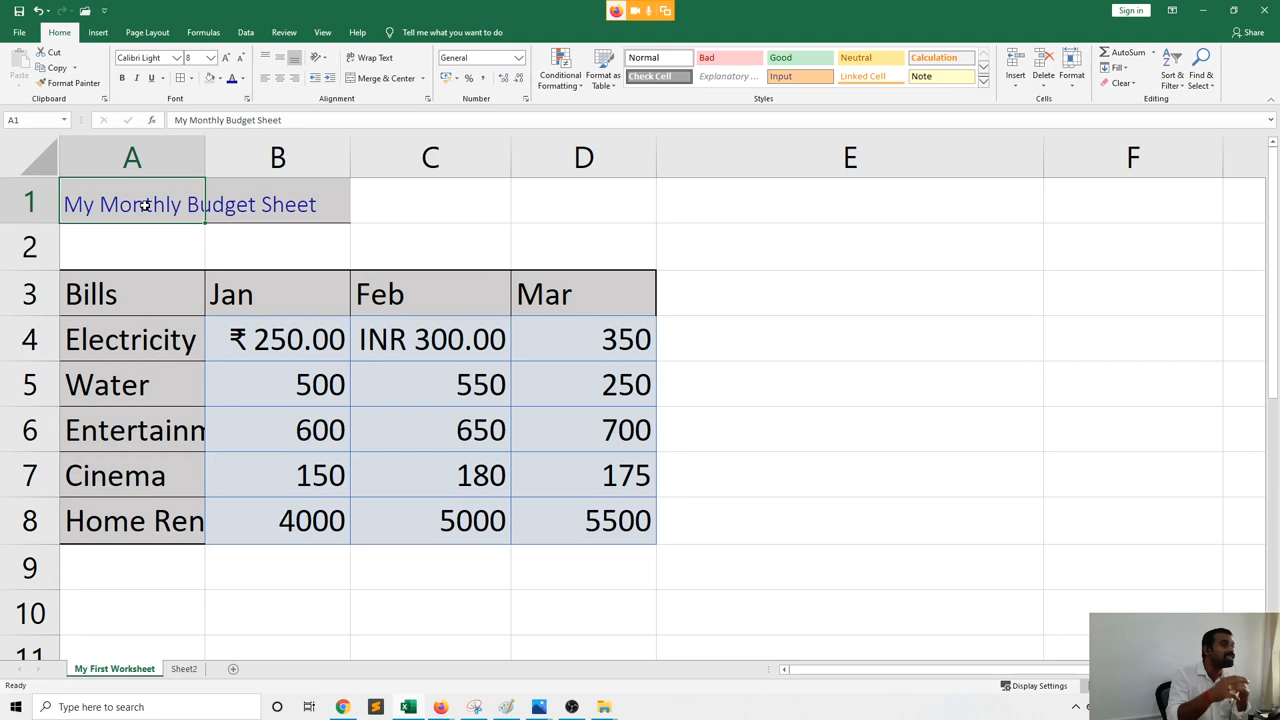 Sign in
File Home Insert Page Layout Formulas Data Review View Help Tell me what you want to do Share
Paste Cut Calibri Light 8 Wrap Text General Conditional Formatting Format as Table Normal Bad Good Neutral Calculation Insert Delete Format AutoSum Sort & Filter Find & Select
Copy Fill
Format Painter B I U Merge & Center % Check Cell Explanatory ... Input Linked Cell Note Clear
Clipboard Font Alignment Number Styles Cells Editing
A1 fx My Monthly Budget Sheet
A B C D E F
1 My Monthly Budget Sheet
2
3 Bills Jan Feb Mar
4 Electricity ₹ 250.00 INR 300.00 350
5 Water 500 550 250
6 Entertainm 600 650 700
7 Cinema 150 180 175
8 Home Ren 4000 5000 5500
9
10
11
My First Worksheet Sheet2
Ready Display Settings
Type here to search